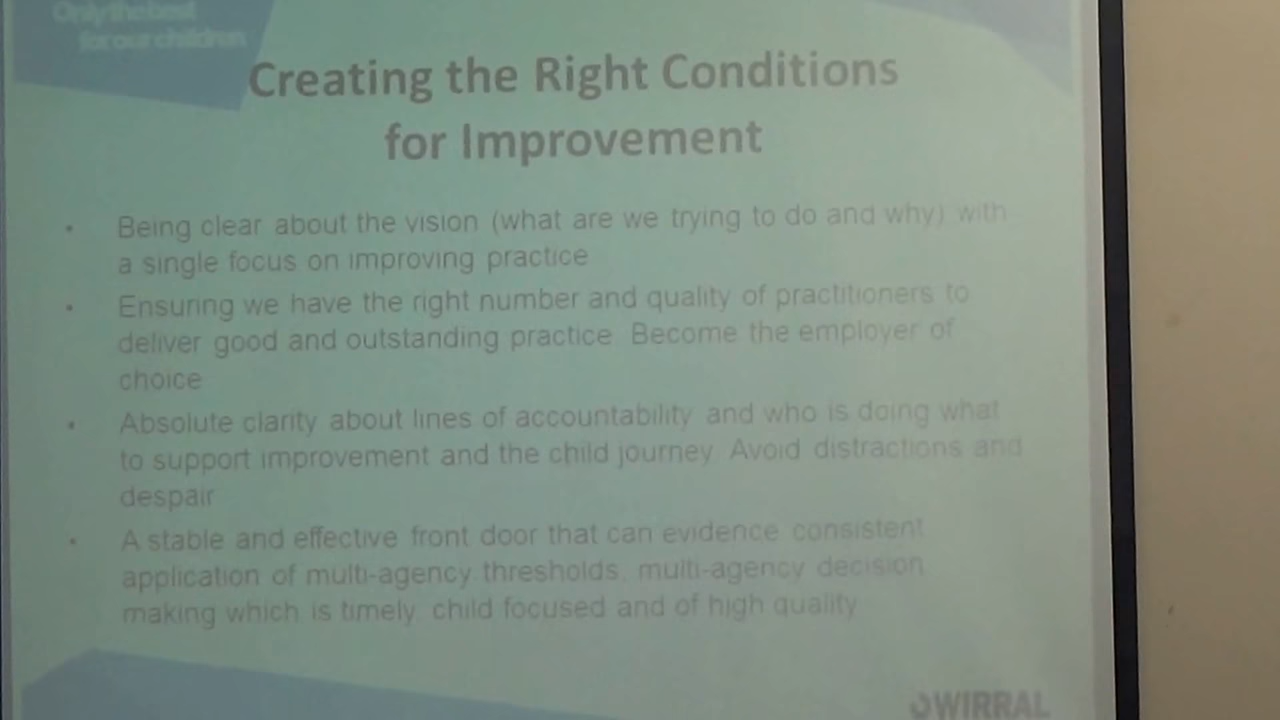 Only the best
for our children
Creating the Right Conditions
for Improvement
• Being clear about the vision (what are we trying to do and why) with
a single focus on improving practice
• Ensuring we have the right number and quality of practitioners to
deliver good and outstanding practice. Become the employer of
choice
• Absolute clarity about lines of accountability and who is doing what
to support improvement and the child journey. Avoid distractions and
despair
• A stable and effective front door that can evidence consistent
application of multi-agency thresholds, multi-agency decision
making which is timely, child focused and of high quality
WIRRAL